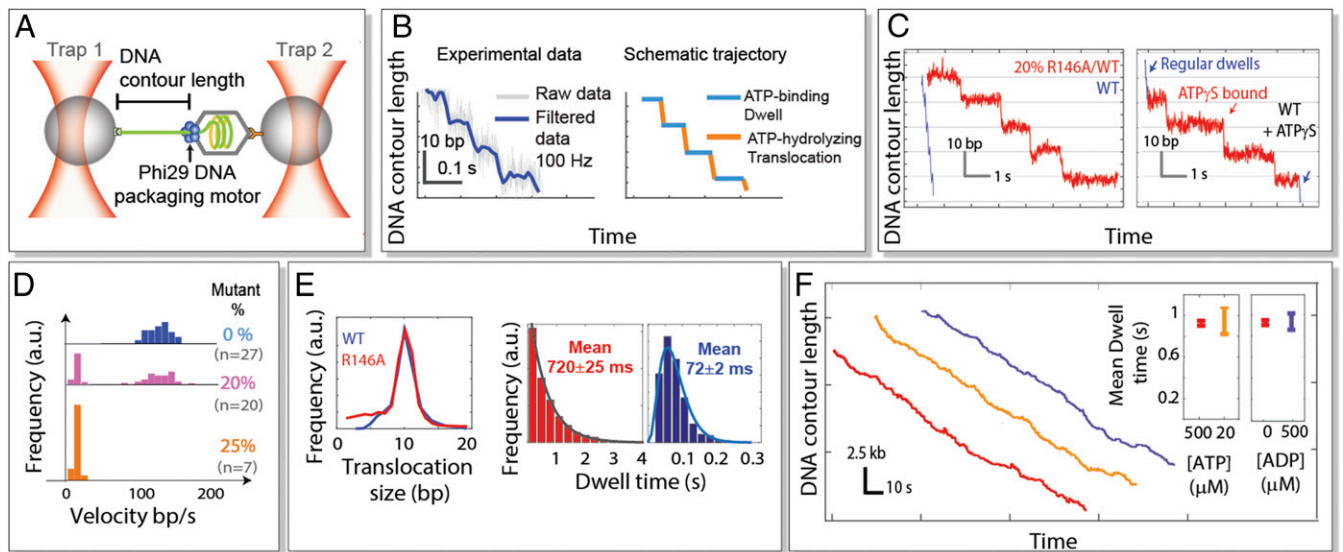 A
Trap 1
Trap 2
DNA
contour length
Phi29 DNA
packaging motor
B
DNA contour length
Experimental data
Raw data
Filtered
data
100 Hz
10 bp
0.1 s
Schematic trajectory
ATP-binding
Dwell
ATP-hydrolyzing
Translocation
Time
C
DNA contour length
20% R146A/WT
WT
10 bp
1 s
Regular dwells
ATPγS bound
WT
+ ATPγS
10 bp
1 s
Time
D
Frequency (a.u.)
Mutant
%
0 %
(n=27)
20%
(n=20)
25%
(n=7)
0 100 200
Velocity bp/s
E
Frequency (a.u.)
WT
R146A
0 10 20
Translocation
size (bp)
Frequency (a.u.)
Mean
720±25 ms
Mean
72±2 ms
1 2 3 4
0.1 0.2 0.3
Dwell time (s)
F
DNA contour length
2.5 kb
10 s
Mean Dwell
time (s)
1
0.6
0.2
500 20
0 500
[ATP]
(μM)
[ADP]
(μM)
Time